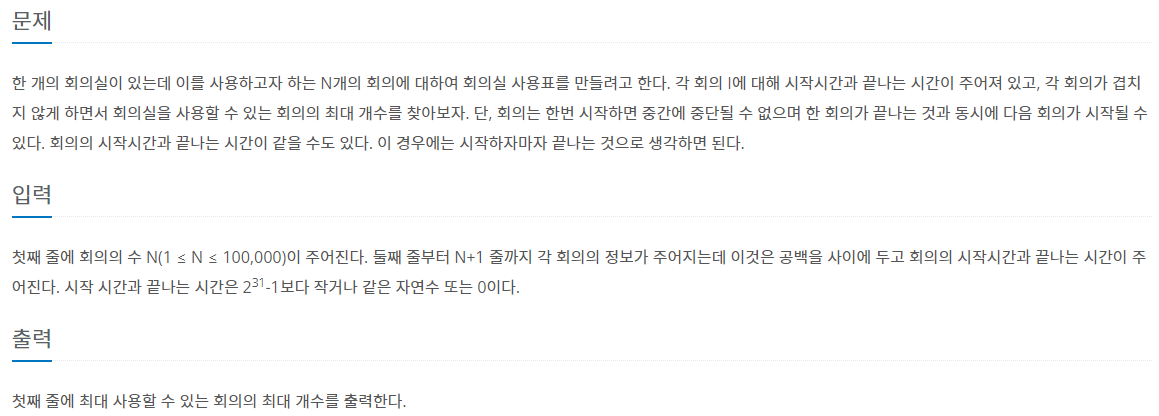 문제
한 개의 회의실이 있는데 이를 사용하고자 하는 N개의 회의에 대하여 회의실 사용표를 만들려고 한다. 각 회의 I에 대해 시작시간과 끝나는 시간이 주어져 있고, 각 회의가 겹치
지 않게 하면서 회의실을 사용할 수 있는 회의의 최대 개수를 찾아보자. 단, 회의는 한번 시작하면 중간에 중단될 수 없으며 한 회의가 끝나는 것과 동시에 다음 회의가 시작될 수
있다. 회의의 시작시간과 끝나는 시간이 같을 수도 있다. 이 경우에는 시작하자마자 끝나는 것으로 생각하면 된다.
입력
첫째 줄에 회의의 수 N(1 ≤ N ≤ 100,000)이 주어진다. 둘째 줄부터 N+1 줄까지 각 회의의 정보가 주어지는데 이것은 공백을 사이에 두고 회의의 시작시간과 끝나는 시간이 주
어진다. 시작 시간과 끝나는 시간은 2³¹-1보다 작거나 같은 자연수 또는 0이다.
출력
첫째 줄에 최대 사용할 수 있는 회의의 최대 개수를 출력한다.